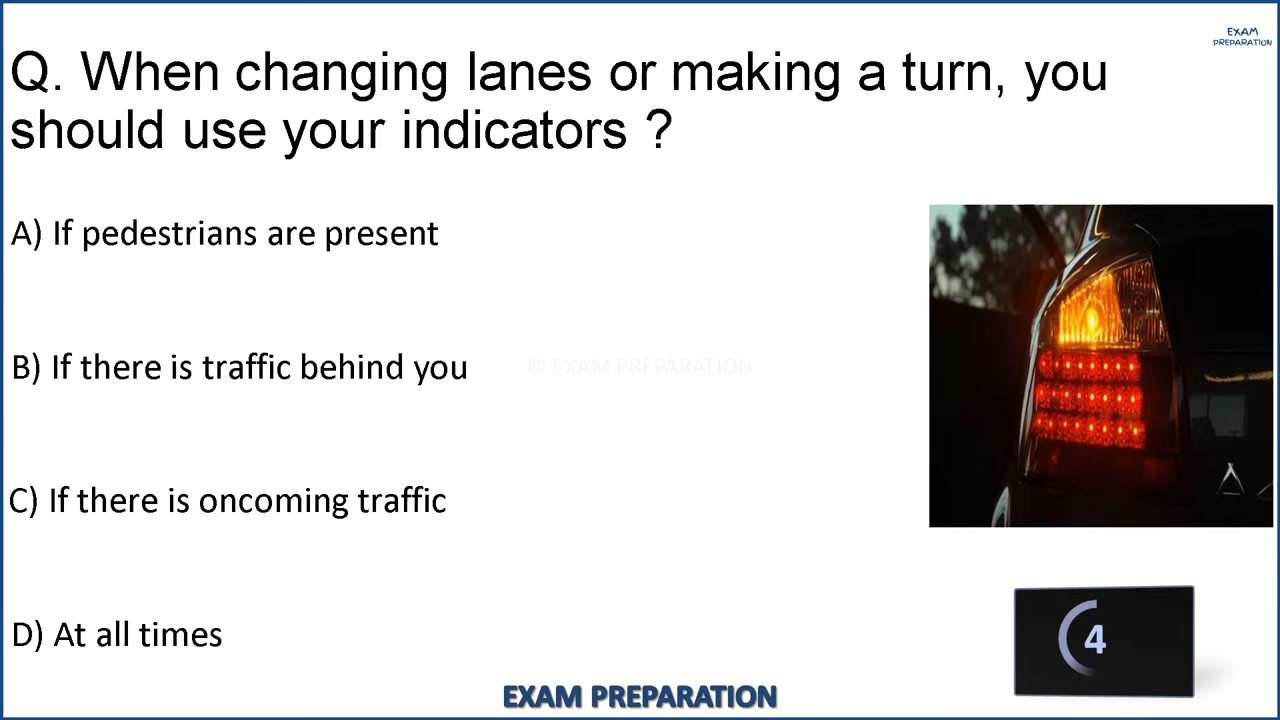 EXAM
PREPARATION
Q. When changing lanes or making a turn, you
should use your indicators ?
A) If pedestrians are present
B) If there is traffic behind you
© EXAM PREPARATION
C) If there is oncoming traffic
D) At all times
4
EXAM PREPARATION